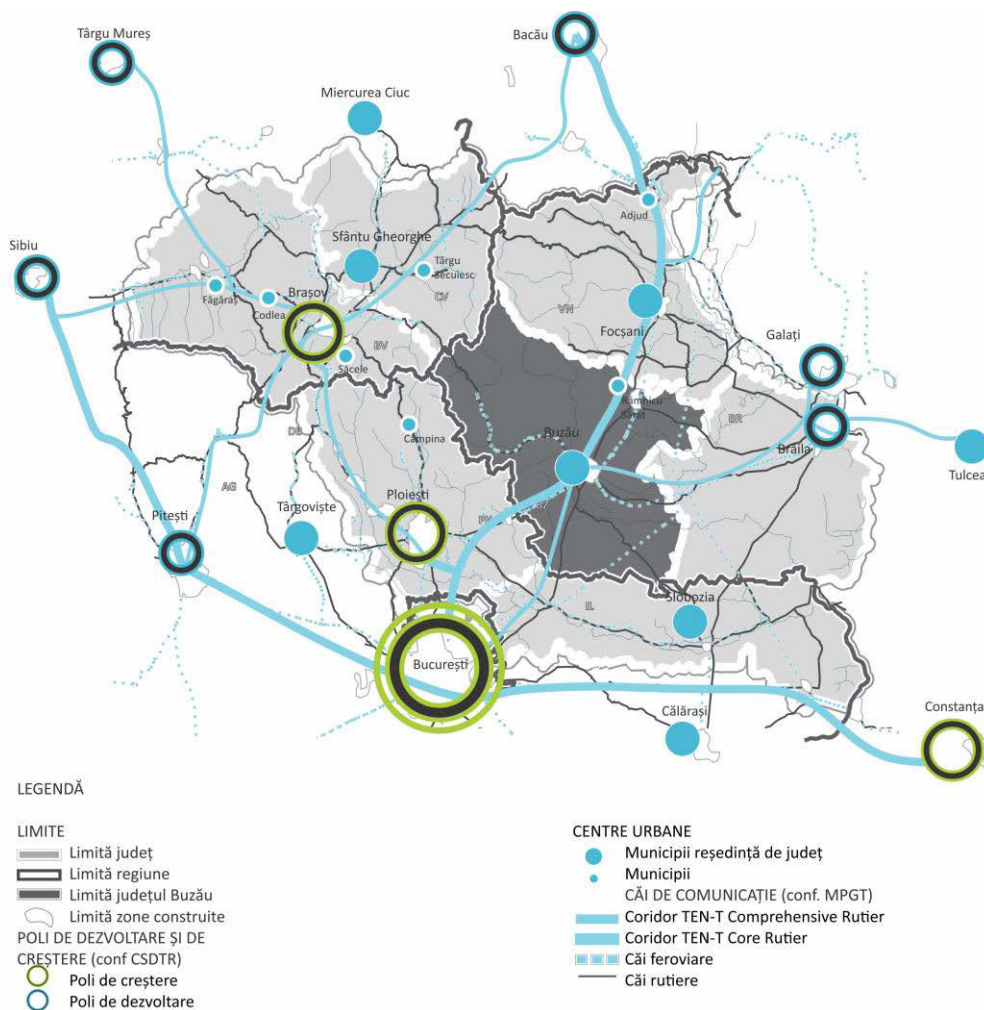 Târgu Mureș
Bacău
Miercurea Ciuc
Adjud
Sibiu
Sfântu Gheorghe
Târgu
Secuiesc
Făgăraș
Codlea
Brașov
CV
VN
Focșani
Galați
BV
Săcele
Râmnicu
Sărat
DB
Câmpina
BR
Buzău
Brăila
Tulcea
AG
Ploiești
Târgoviște
Pitești
PH
BZ
IL
Slobozia
IF
București
Călărași
Constanța
LEGENDĂ
LIMITE
Limită județ
Limită regiune
Limită județul Buzău
Limită zone construite
POLI DE DEZVOLTARE ȘI DE
CREȘTERE (conf CSDTR)
Poli de creștere
Poli de dezvoltare
CENTRE URBANE
Municipii reședință de județ
Municipii
CĂI DE COMUNICAȚIE (conf. MPGT)
Coridor TEN-T Comprehensive Rutier
Coridor TEN-T Core Rutier
Căi feroviare
Căi rutiere